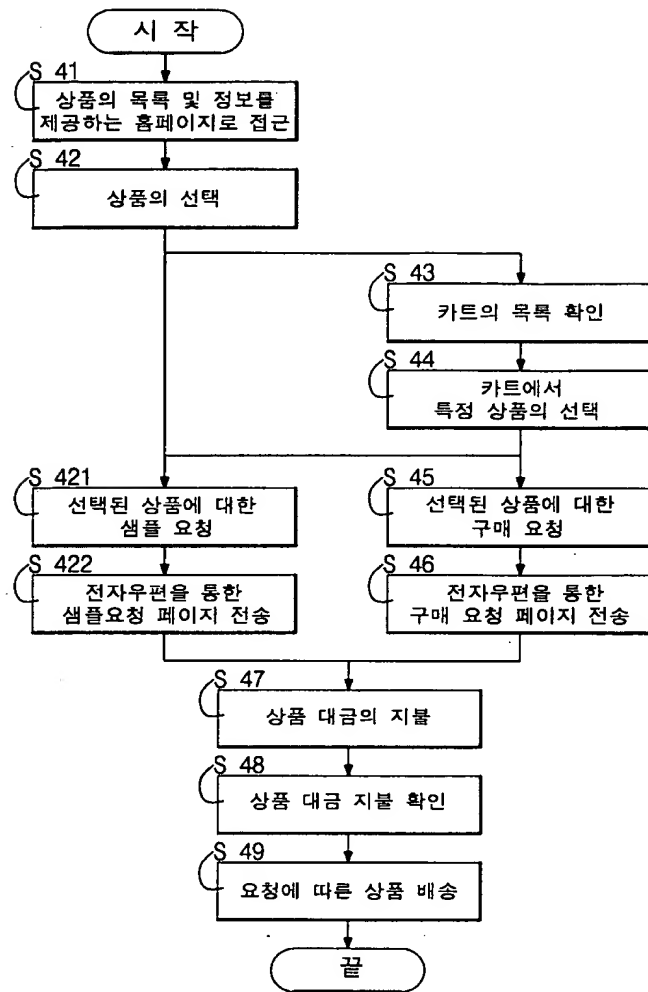 시 작
S 41
상품의 목록 및 정보를
제공하는 홈페이지로 접근
S 42
상품의 선택
S 43
카트의 목록 확인
S 44
카트에서
특정 상품의 선택
S 421
선택된 상품에 대한
샘플 요청
S 45
선택된 상품에 대한
구매 요청
S 422
전자우편을 통한
샘플요청 페이지 전송
S 46
전자우편을 통한
구매 요청 페이지 전송
S 47
상품 대금의 지불
S 48
상품 대금 지불 확인
S 49
요청에 따른 상품 배송
끝